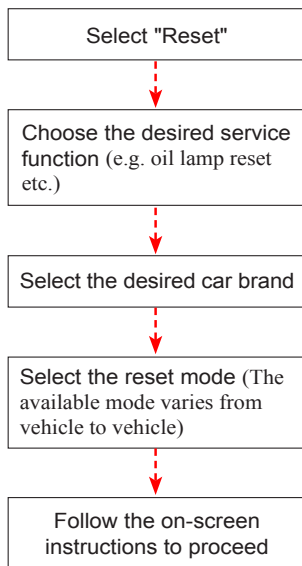 Select "Reset"
Choose the desired service
function (e.g. oil lamp reset
etc.)
Select the desired car brand
Select the reset mode (The
available mode varies from
vehicle to vehicle)
Follow the on-screen
instructions to proceed